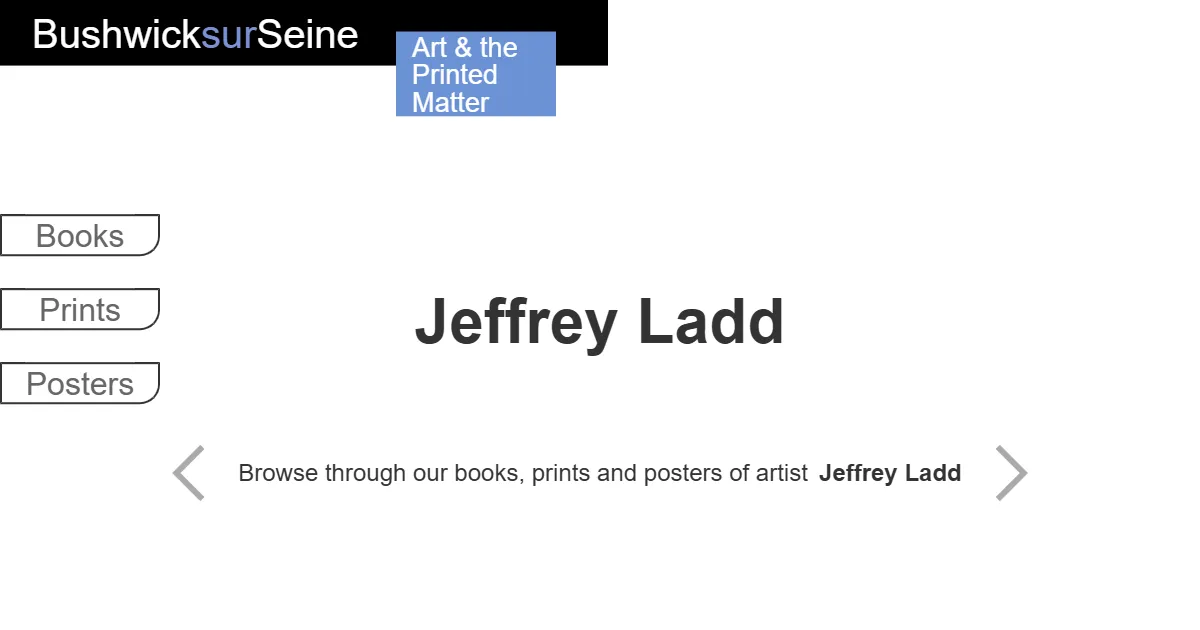 BushwicksurSeine
Art & the
Printed
Matter
Books
Prints
Posters
Jeffrey Ladd
Browse through our books, prints and posters of artist Jeffrey Ladd